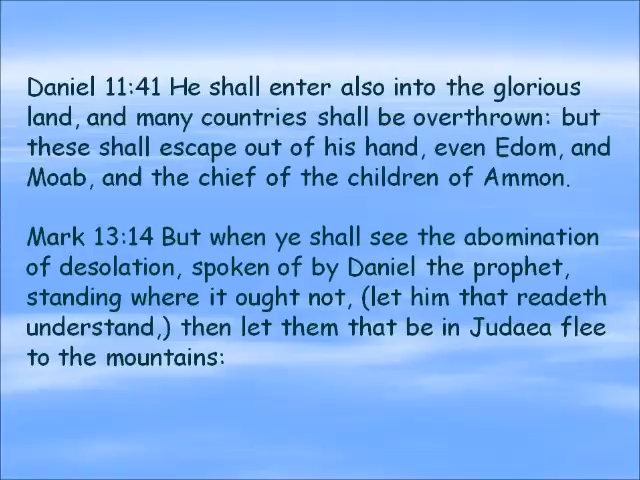 Daniel 11:41 He shall enter also into the glorious
land, and many countries shall be overthrown: but
these shall escape out of his hand, even Edom, and
Moab, and the chief of the children of Ammon.
Mark 13:14 But when ye shall see the abomination
of desolation, spoken of by Daniel the prophet,
standing where it ought not, (let him that readeth
understand,) then let them that be in Judaea flee
to the mountains: